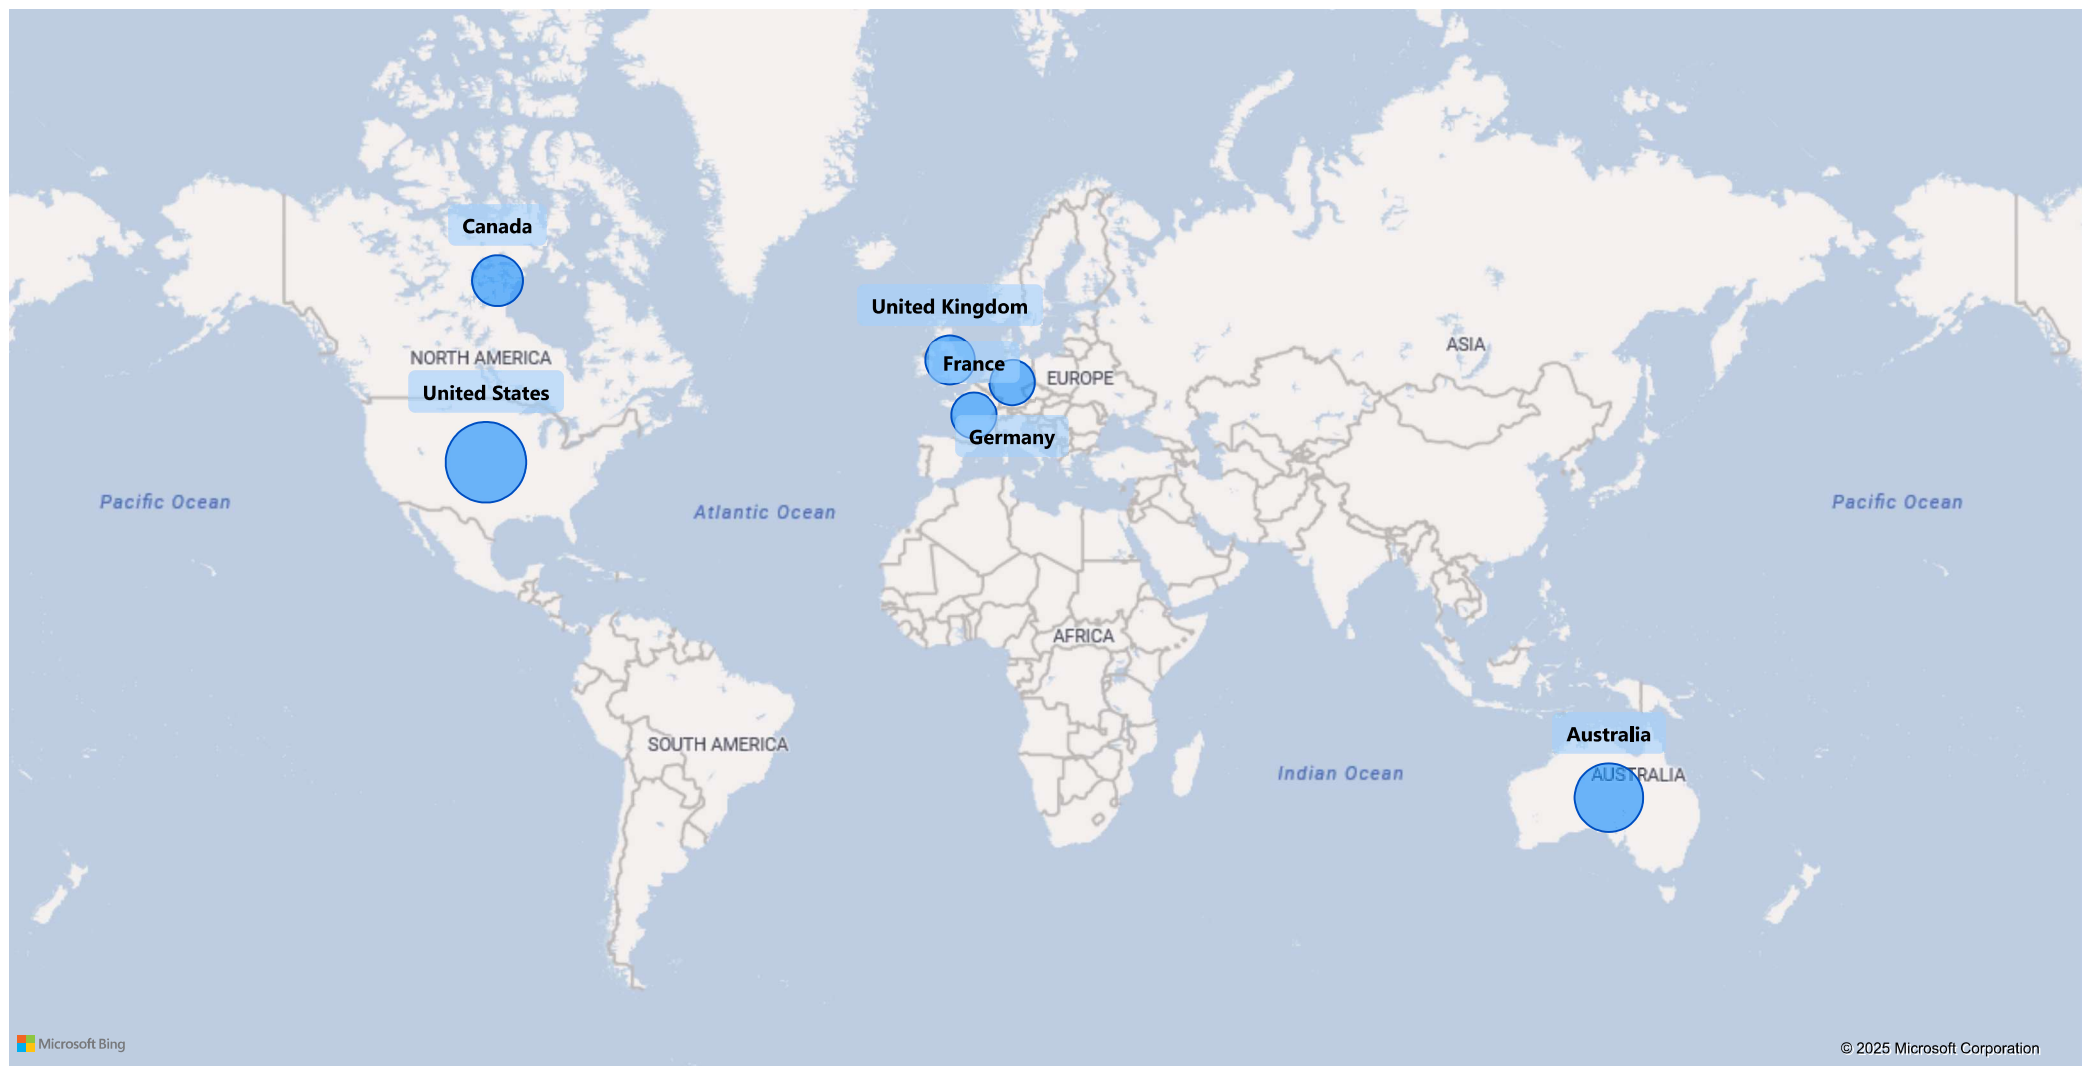 Canada
United Kingdom
NORTH AMERICA
ASIA
France
EUROPE
United States
Germany
Pacific Ocean
Atlantic Ocean
Pacific Ocean
AFRICA
SOUTH AMERICA
Australia
AUSTRALIA
Indian Ocean
Microsoft Bing
© 2025 Microsoft Corporation